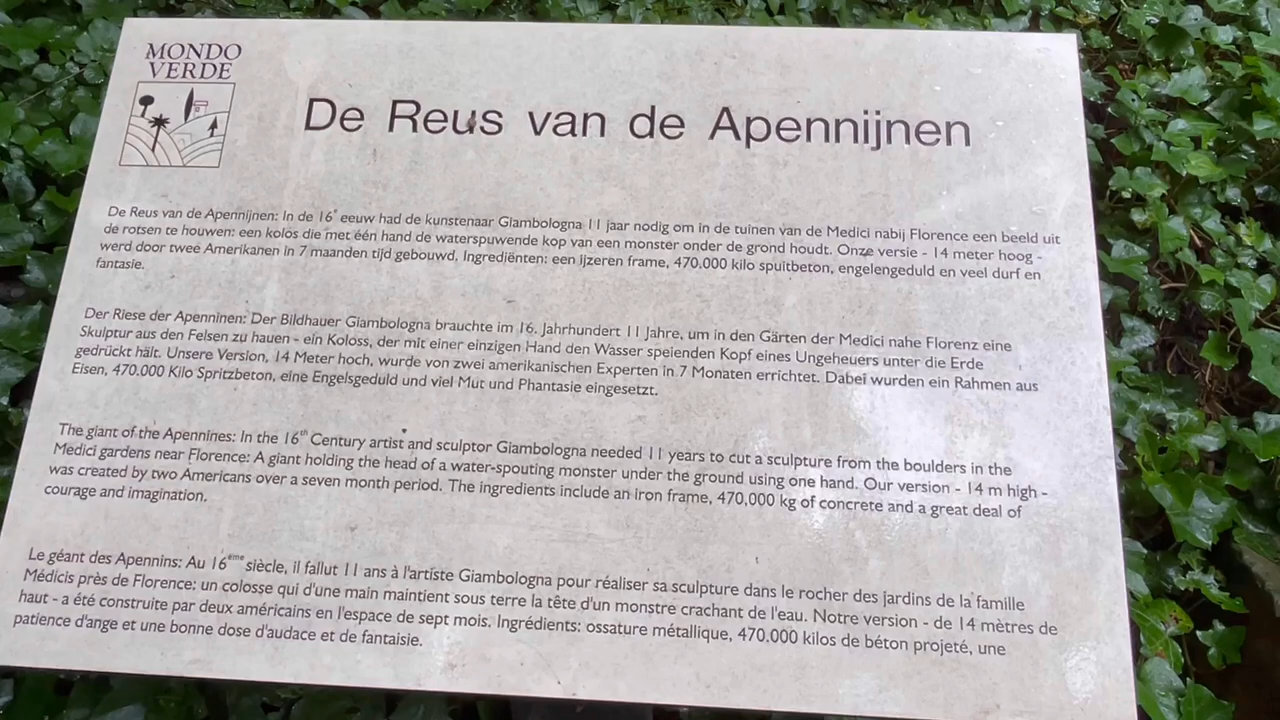 MONDO
VERDE
De Reus van de Apennijnen
De Reus van de Apennijnen: In de 16e eeuw had de kunstenaar Giambologna 11 jaar nodig om in de tuinen van de Medici nabij Florence een beeld uit
de rotsen te houwen: een kolos die met één hand de waterspuwende kop van een monster onder de grond houdt. Onze versie - 14 meter hoog -
werd door twee Amerikanen in 7 maanden tijd gebouwd. Ingrediënten: een ijzeren frame, 470.000 kilo spuitbeton, engelengeduld en veel durf en
fantasie.
Der Riese der Apenninen: Der Bildhauer Giambologna brauchte im 16. Jahrhundert 11 Jahre, um in den Gärten der Medici nahe Florenz eine
Skulptur aus den Felsen zu hauen - ein Koloss, der mit einer einzigen Hand den Wasser speienden Kopf eines Ungeheuers unter die Erde
gedrückt hält. Unsere Version, 14 Meter hoch, wurde von zwei amerikanischen Experten in 7 Monaten errichtet. Dabei wurden ein Rahmen aus
Eisen, 470.000 Kilo Spritzbeton, eine Engelsgeduld und viel Mut und Phantasie eingesetzt.
The giant of the Apennines: In the 16th Century artist and sculptor Giambologna needed 11 years to cut a sculpture from the boulders in the
Medici gardens near Florence: A giant holding the head of a water-spouting monster under the ground using one hand. Our version - 14 m high -
was created by two Americans over a seven month period. The ingredients include an iron frame, 470,000 kg of concrete and a great deal of
courage and imagination.
Le géant des Apennins: Au 16ème siècle, il fallut 11 ans à l'artiste Giambologna pour réaliser sa sculpture dans le rocher des jardins de la famille
Médicis près de Florence: un colosse qui d'une main maintient sous terre la tête d'un monstre crachant de l'eau. Notre version - de 14 mètres de
haut - a été construite par deux américains en l'espace de sept mois. Ingrédients: ossature métallique, 470.000 kilos de béton projeté, une
patience d'ange et une bonne dose d'audace et de fantaisie.